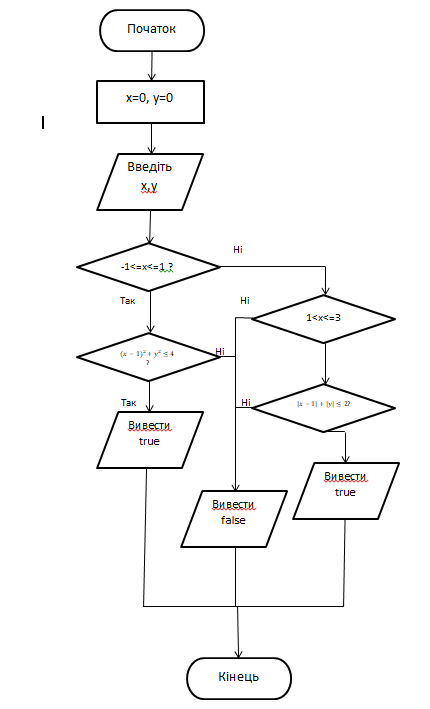 Початок
x=0, y=0
Введіть
x,y
Ні
-1<=x<=1 ?
Так
Ні
1<x<=3
(x − 1)² + y² ≤ 4
?
Ні
Так
Ні
|x − 1| + |y| ≤ 2?
Вивести
true
Вивести
true
Вивести
false
Кінець